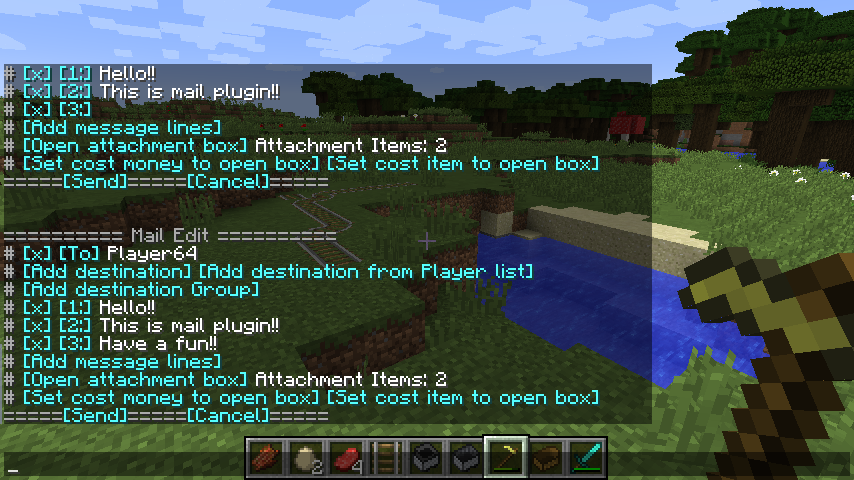 # [x] [1:] Hello!!
# [x] [2:] This is mail plugin!!
# [x] [3:]
# [Add message lines]
# [Open attachment box] Attachment Items: 2
# [Set cost money to open box] [Set cost item to open box]
=====[Send]=====[Cancel]=====
========== Mail Edit ==========
# [x] [To] Player64
# [Add destination] [Add destination from Player list]
# [Add destination Group]
# [x] [1:] Hello!!
# [x] [2:] This is mail plugin!!
# [x] [3:] Have a fun!!
# [Add message lines]
# [Open attachment box] Attachment Items: 2
# [Set cost money to open box] [Set cost item to open box]
=====[Send]=====[Cancel]=====
2 4
_